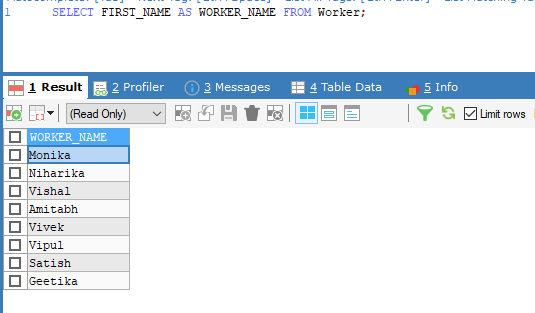 1 SELECT FIRST_NAME AS WORKER_NAME FROM Worker;
1 Result 2 Profiler 3 Messages 4 Table Data 5 Info
(Read Only) Limit rows
WORKER_NAME
Monika
Niharika
Vishal
Amitabh
Vivek
Vipul
Satish
Geetika